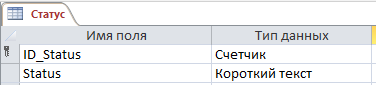 Статус
Имя поля Тип данных
ID_Status Счетчик
Status Короткий текст